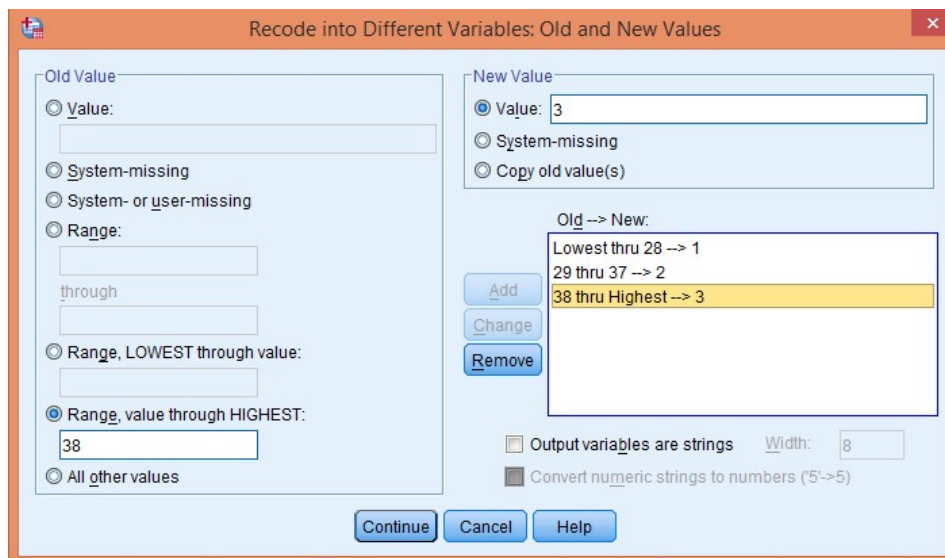 Recode into Different Variables: Old and New Values
Old Value
Value:
System-missing
System- or user-missing
Range:
through
Range, LOWEST through value:
Range, value through HIGHEST:
38
All other values
New Value
Value: 3
System-missing
Copy old value(s)
Old --> New:
Lowest thru 28 --> 1
29 thru 37 --> 2
38 thru Highest --> 3
Add
Change
Remove
Output variables are strings Width: 8
Convert numeric strings to numbers ('5'->5)
Continue Cancel Help